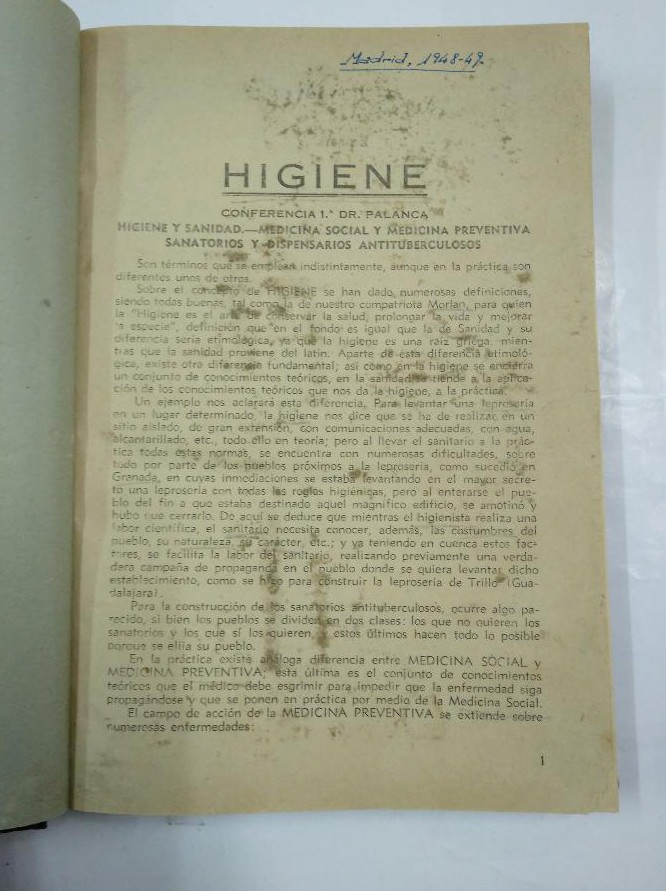 Madrid, 1948-49.
HIGIENE
CONFERENCIA 1.ª DR. PALANCA
HIGIENE Y SANIDAD.—MEDICINA SOCIAL Y MEDICINA PREVENTIVA
SANATORIOS Y DISPENSARIOS ANTITUBERCULOSOS
Son términos que se emplean indistintamente, aunque en la práctica son
diferentes unos de otros.
Sobre el concepto de HIGIENE se han dado numerosas definiciones,
siendo todas buenas, tal como la de nuestro compatriota Morlan, para quien
la "Higiene es el arte de conservar la salud, prolongar la vida y mejorar
la especie", definición que en el fondo es igual que la de Sanidad y su
diferencia sería etimológica, ya que la higiene es una raíz griega, mien-
tras que la sanidad proviene del latín. Aparte de esta diferencia etimoló-
gica, existe otra diferencia fundamental; así como en la higiene se encierra
un conjunto de conocimientos teóricos, en la sanidad se tiende a la aplica-
ción de los conocimientos teóricos que nos da la higiene, a la práctica.
Un ejemplo nos aclarará esta diferencia. Para levantar una leprosería
en un lugar determinado, la higiene nos dice que se ha de realizar en un
sitio aislado, de gran extensión, con comunicaciones adecuadas, con agua,
alcantarillado, etc., todo ello en teoría; pero al llevar el sanitario a la prác-
tica todas estas normas, se encuentra con numerosas dificultades, sobre
todo por parte de los pueblos próximos a la leprosería, como sucedió en
Granada, en cuyas inmediaciones se estaba levantando en el mayor secre-
to una leprosería con todas las reglas higiénicas, pero al enterarse el pue-
blo del fin a que estaba destinado aquel magnífico edificio, se amotinó y
hubo que cerrarlo. De aquí se deduce que mientras el higienista realiza una
labor científica, el sanitario necesita conocer, además, las costumbres del
pueblo, su naturaleza, su carácter, etc.; y ya teniendo en cuenca estos fac-
tores, se facilita la labor del sanitario, realizando previamente una verda-
dera campaña de propaganda en el pueblo donde se quiera levantar dicho
establecimiento, como se hizo para construir la leprosería de Trillo (Gua-
dalajara).
Para la construcción de los sanatorios antituberculosos, ocurre algo pa-
recido, si bien los pueblos se dividen en dos clases: los que no quieren los
sanatorios y los que sí los quieren, y estos últimos hacen todo lo posible
porque se elija su pueblo.
En la práctica existe análoga diferencia entre MEDICINA SOCIAL y
MEDICINA PREVENTIVA; esta última es el conjunto de conocimientos
teóricos que el médico debe esgrimir para impedir que la enfermedad siga
propagándose y que se ponen en práctica por medio de la Medicina Social.
El campo de acción de la MEDICINA PREVENTIVA se extiende sobre
numerosas enfermedades:
1